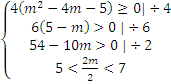 4(m² − 4m − 5) ≥ 0| ÷ 4
6(5 − m) > 0 | ÷ 6
54 − 10m > 0| ÷ 2
5 < 2m/2 < 7